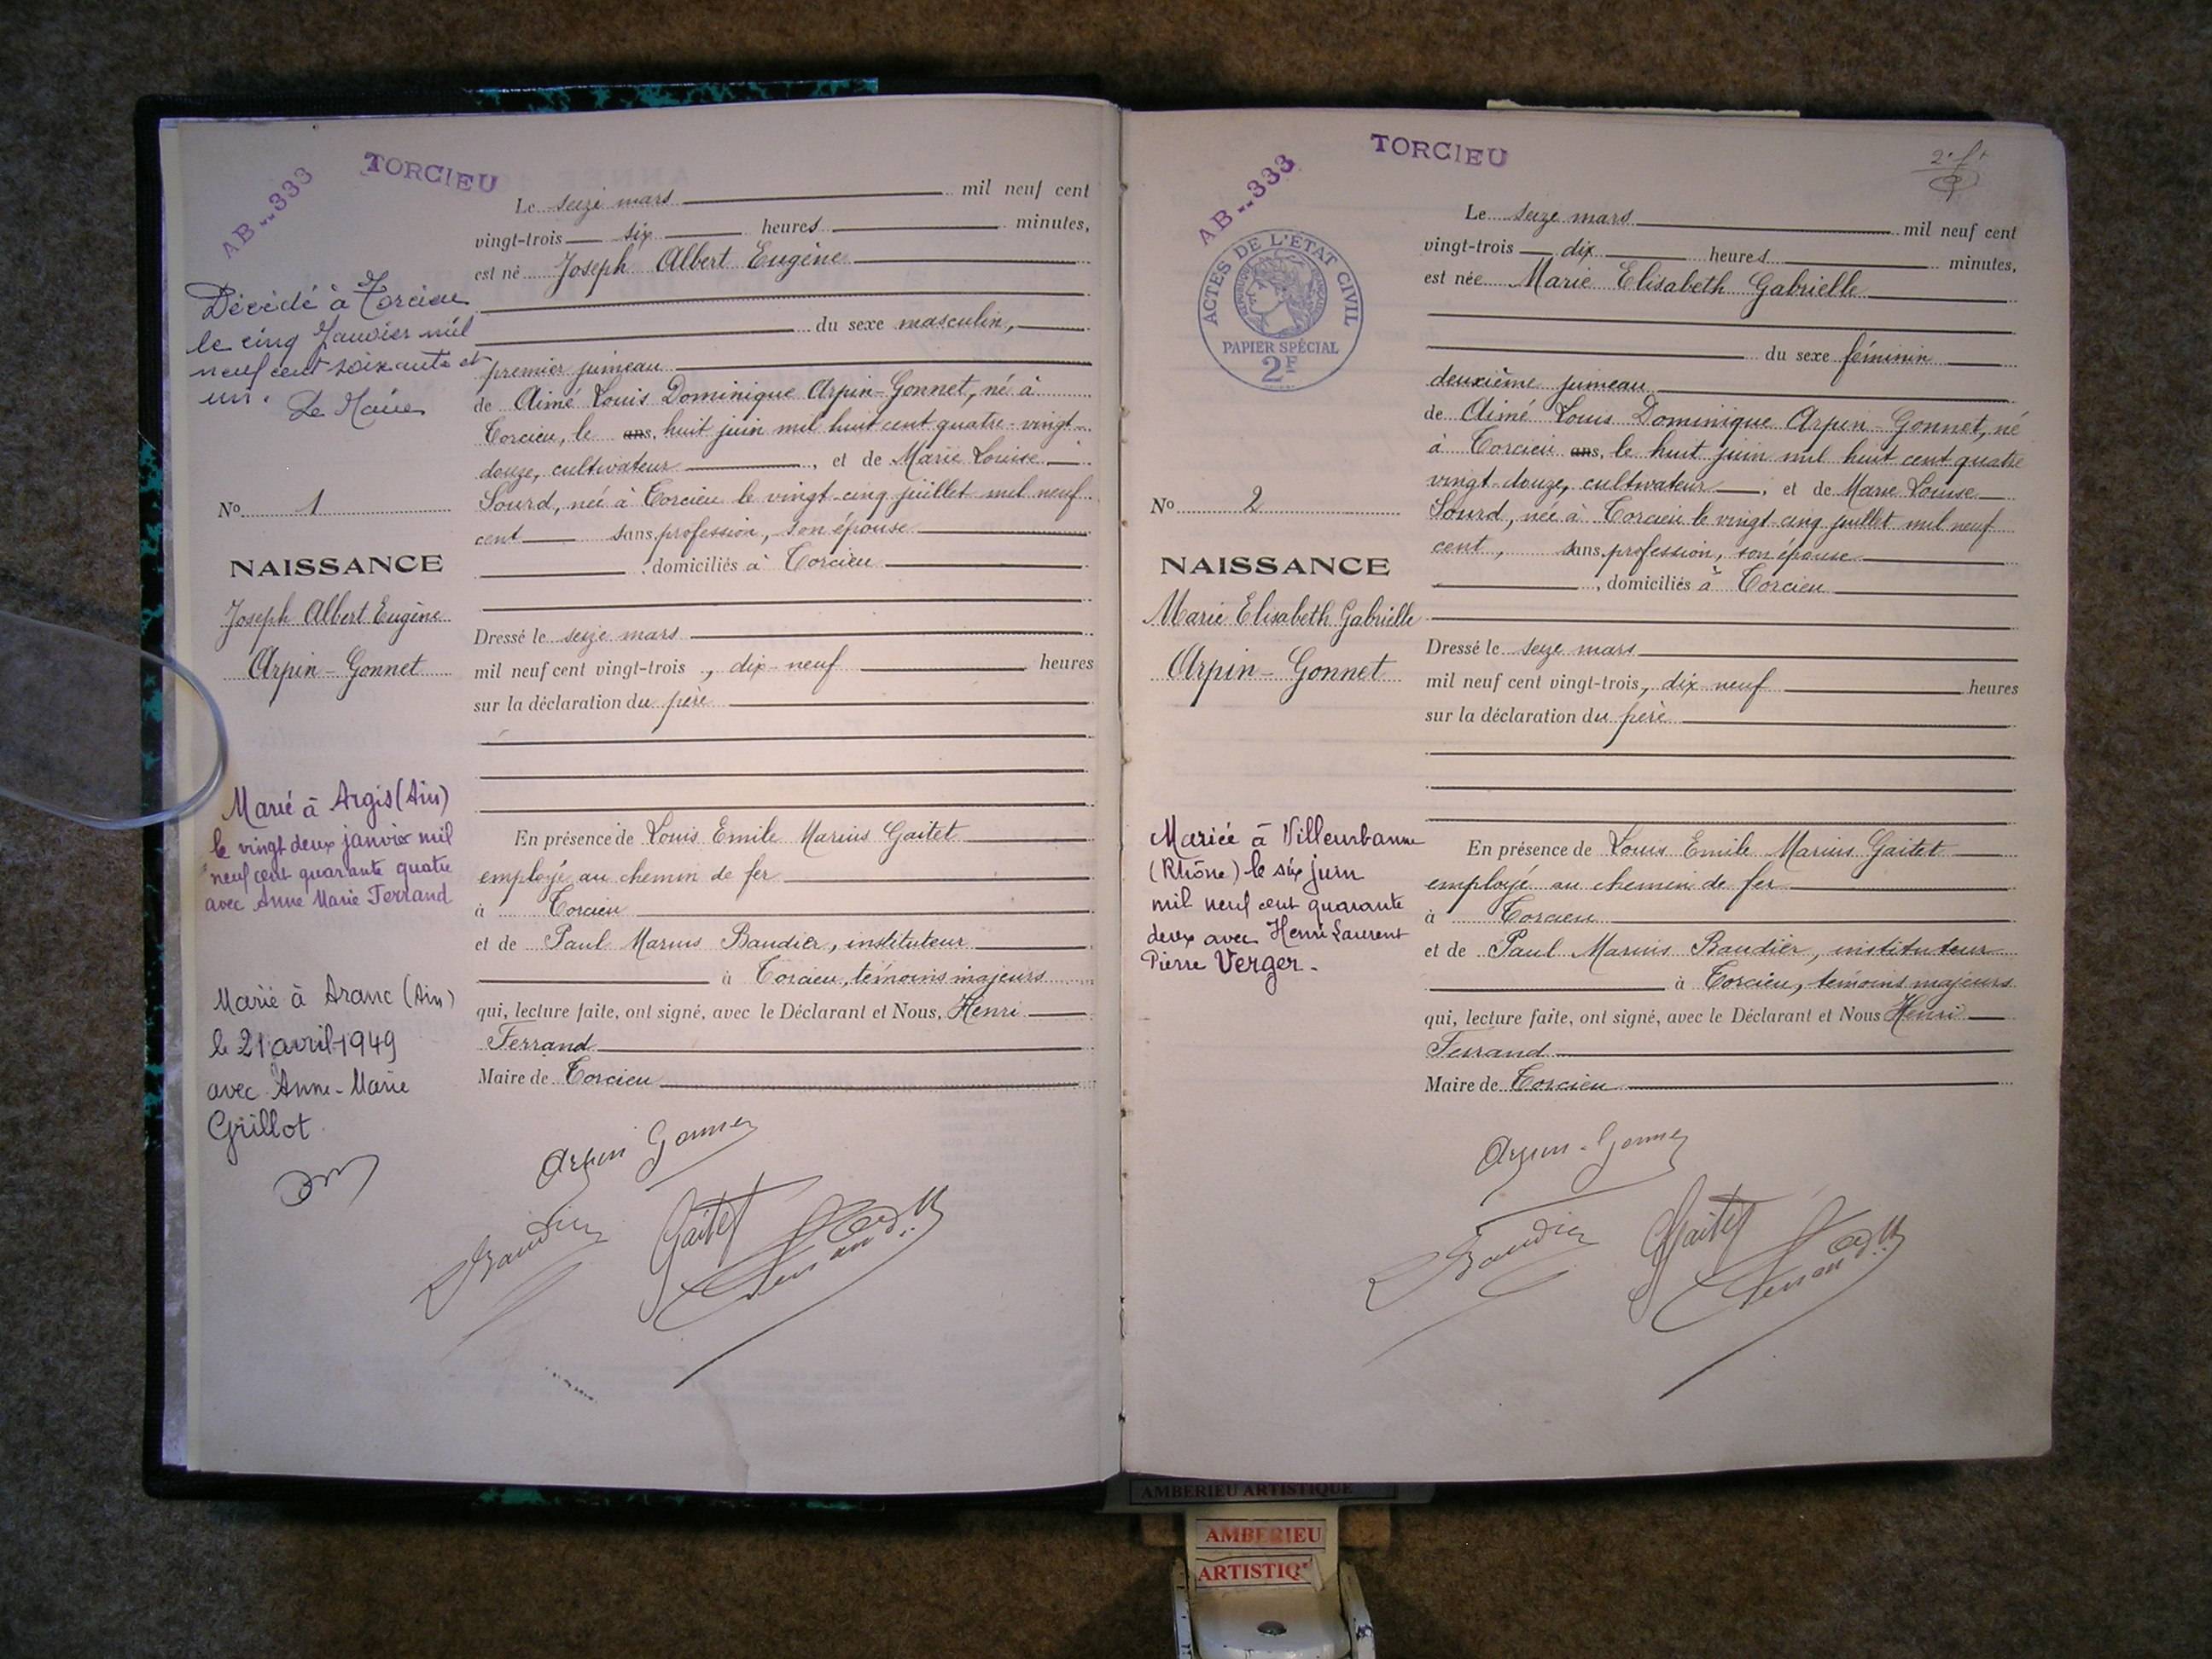 TORCIEU
AB--333
Le seize mars mil neuf cent
vingt-trois six heures minutes,
est né Joseph Albert Eugène
du sexe masculin,
premier jumeau
de Aimé Louis Dominique Arpin-Gonnet, né à
Torcieu, le ans, huit juin mil huit cent quatre-vingt-
douze, cultivateur , et de Marie Louise
Sourd, née à Torcieu le vingt-cinq juillet mil neuf
cent sans profession, son épouse
, domiciliés à Torcieu
Dressé le seize mars
mil neuf cent vingt-trois, dix-neuf heures
sur la déclaration du père
En présence de Louis Emile Marius Gaitet
employé au chemin de fer
à Torcieu
et de Paul Marius Baudier, instituteur
à Torcieu, témoins majeurs
qui, lecture faite, ont signé, avec le Déclarant et Nous, Henri
Ferrand
Maire de Torcieu
Arpin Gonnet
Baudier Gaitet Ferrand
Décédé à Torcieu
le cinq Janvier mil
neuf cent soixante et
un.
Le Maire
No 1
NAISSANCE
Joseph Albert Eugène
Arpin-Gonnet
Marié à Argis (Ain)
le vingt deux janvier mil
neuf cent quarante quatre
avec Anne Marie Ferrand
Marié à Aranc (Ain)
le 21 avril 1949
avec Anne-Marie
Grillot
TORCIEU
AB--333
ACTES DE L'ETAT CIVIL
REPUBLIQUE FRANÇAISE
PAPIER SPÉCIAL
2F
Le seize mars mil neuf cent
vingt-trois dix heures minutes,
est née Marie Elisabeth Gabrielle
du sexe féminin
deuxième jumeau
de Aimé Louis Dominique Arpin-Gonnet, né
à Torcieu ans, le huit juin mil huit cent quatre
vingt-douze, cultivateur , et de Marie Louise
Sourd, née à Torcieu le vingt-cinq juillet mil neuf
cent, sans profession, son épouse
, domiciliés à Torcieu
Dressé le seize mars
mil neuf cent vingt-trois, dix neuf heures
sur la déclaration du père
En présence de Louis Emile Marius Gaitet
employé au chemin de fer
à Torcieu
et de Paul Marius Baudier, instituteur
à Torcieu, témoins majeurs
qui, lecture faite, ont signé, avec le Déclarant et Nous Henri
Ferrand
Maire de Torcieu
Arpin-Gonnet
Baudier Gaitet Ferrand
No 2
NAISSANCE
Marie Elisabeth Gabrielle
Arpin-Gonnet
Mariée à Villeurbanne
(Rhône) le six juin
mil neuf cent quarante
deux avec Henri Laurent
Pierre Verger.
AMBERIEU ARTISTIQUE
AMBERIEU
ARTISTIQ